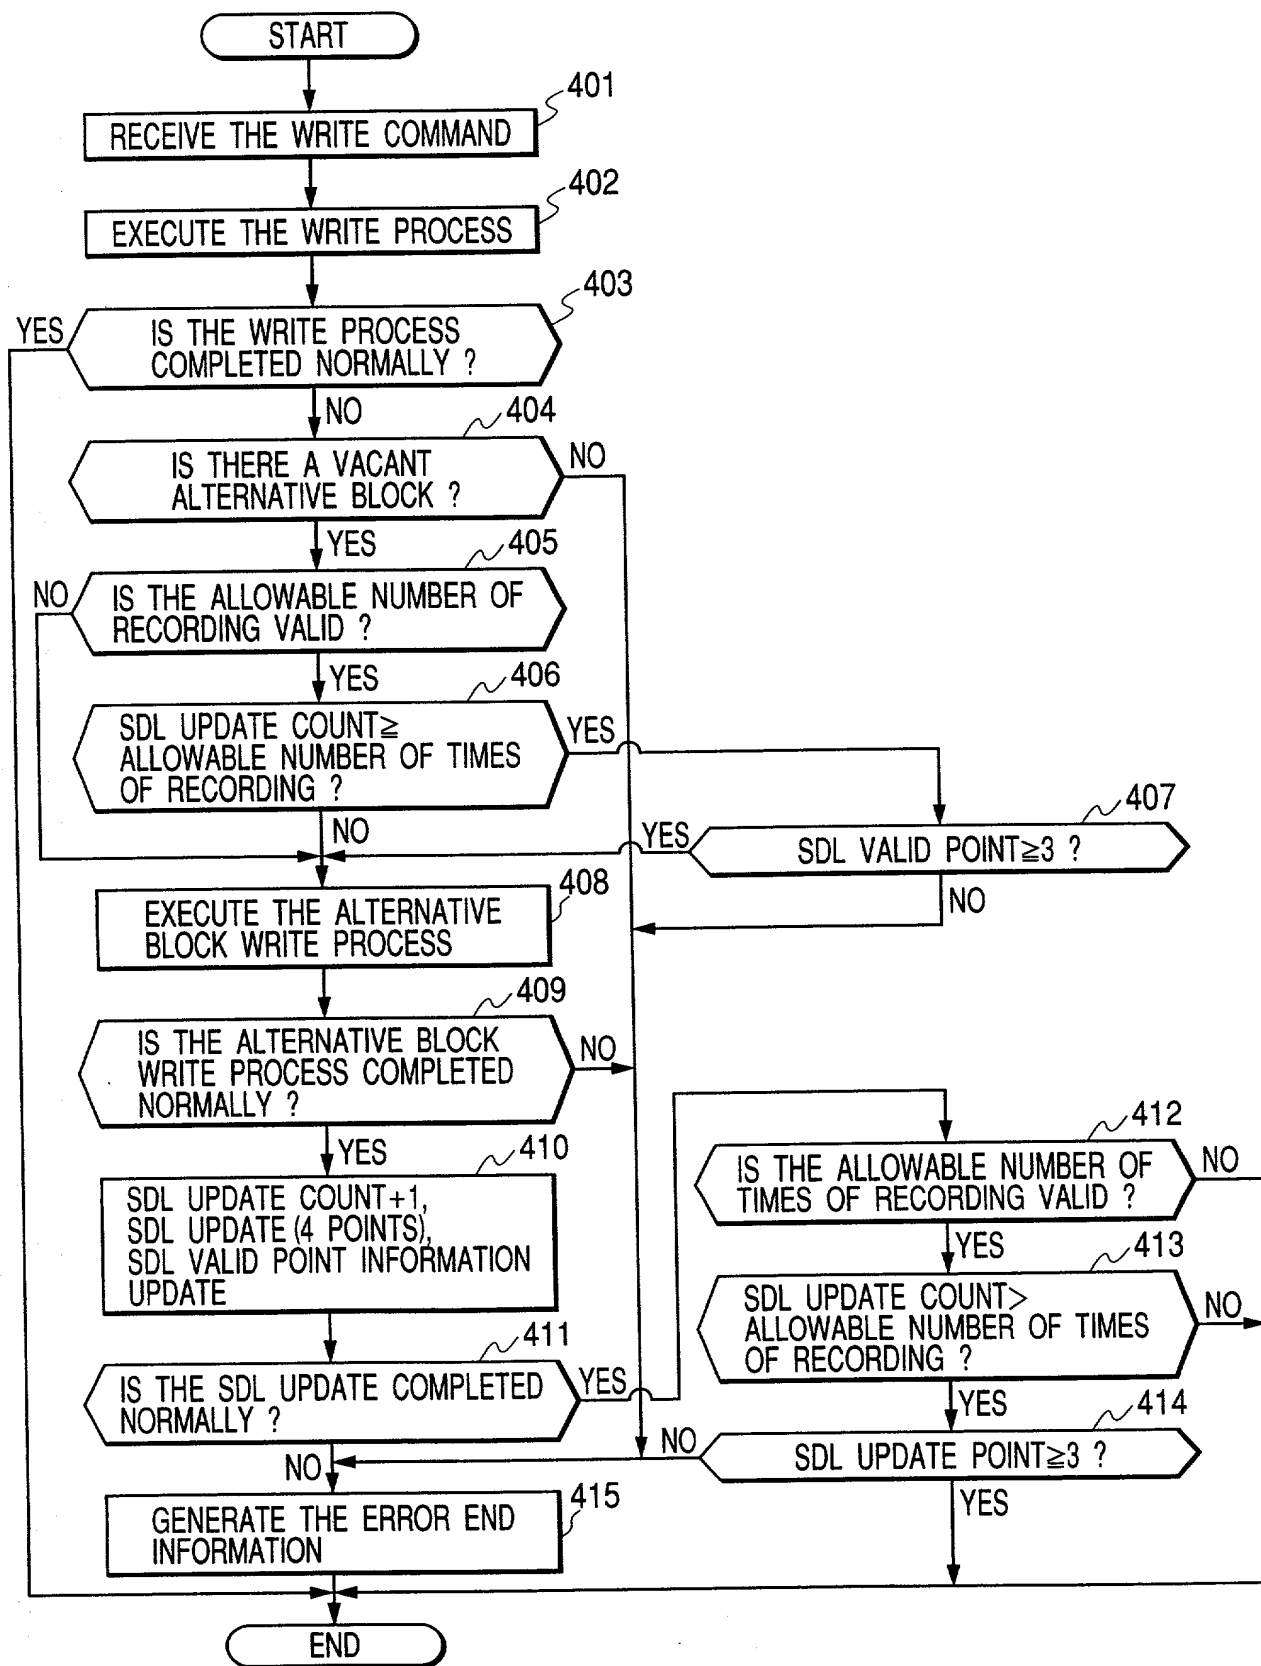 START
401
RECEIVE THE WRITE COMMAND
402
EXECUTE THE WRITE PROCESS
403
YES
IS THE WRITE PROCESS
COMPLETED NORMALLY ?
NO
404
IS THERE A VACANT
ALTERNATIVE BLOCK ?
NO
YES
405
NO
IS THE ALLOWABLE NUMBER OF
RECORDING VALID ?
YES
406
SDL UPDATE COUNT≧
ALLOWABLE NUMBER OF TIMES
OF RECORDING ?
YES
NO
407
YES
SDL VALID POINT≧3 ?
NO
408
EXECUTE THE ALTERNATIVE
BLOCK WRITE PROCESS
409
IS THE ALTERNATIVE BLOCK
WRITE PROCESS COMPLETED
NORMALLY ?
NO
YES
410
SDL UPDATE COUNT+1,
SDL UPDATE (4 POINTS),
SDL VALID POINT INFORMATION
UPDATE
411
IS THE SDL UPDATE COMPLETED
NORMALLY ?
YES
NO
412
IS THE ALLOWABLE NUMBER OF
TIMES OF RECORDING VALID ?
NO
YES
413
SDL UPDATE COUNT>
ALLOWABLE NUMBER OF TIMES
OF RECORDING ?
NO
YES
414
NO
SDL UPDATE POINT≧3 ?
YES
415
GENERATE THE ERROR END
INFORMATION
END